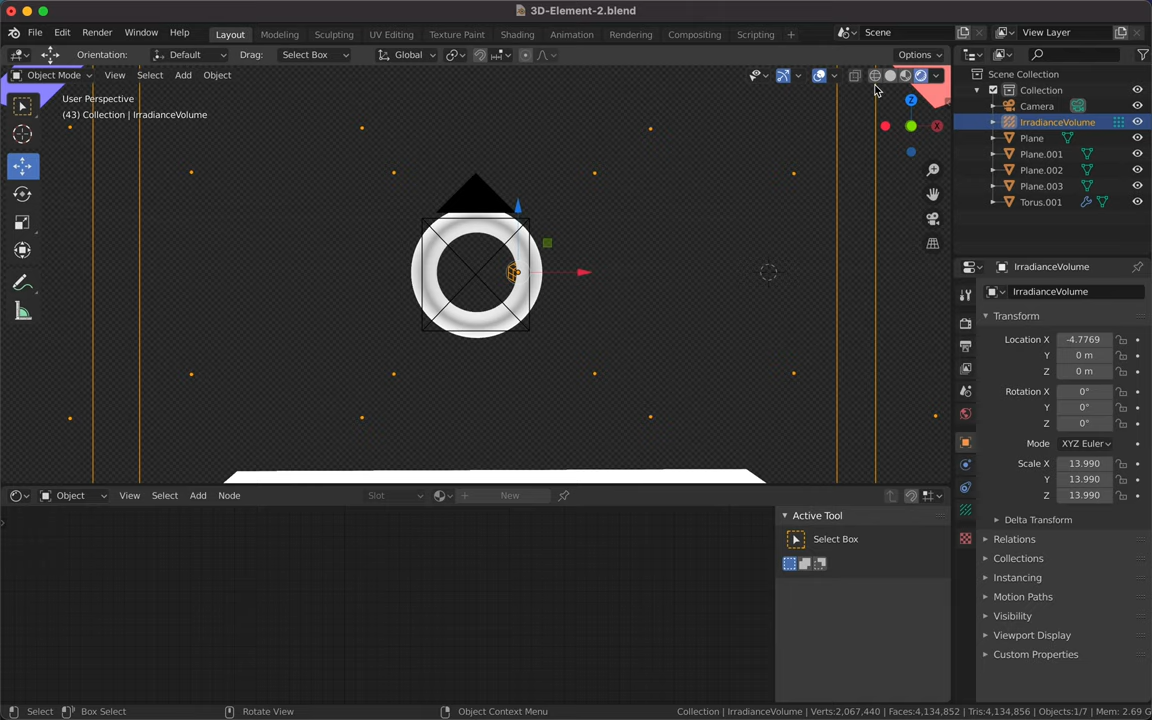 3D-Element-2.blend
File Edit Render Window Help Layout Modeling Sculpting UV Editing Texture Paint Shading Animation Rendering Compositing Scripting + Scene View Layer
Orientation: Default Drag: Select Box Global Options
Object Mode View Select Add Object
User Perspective
(43) Collection | IrradianceVolume
Z
X
Scene Collection
Collection
Camera
IrradianceVolume
Plane
Plane.001
Plane.002
Plane.003
Torus.001
IrradianceVolume
IrradianceVolume
Transform
Location X -4.7769
Y 0 m
Z 0 m
Rotation X 0°
Y 0°
Z 0°
Mode XYZ Euler
Scale X 13.990
Y 13.990
Z 13.990
Delta Transform
Relations
Collections
Instancing
Motion Paths
Visibility
Viewport Display
Custom Properties
Object View Select Add Node Slot New
Active Tool
Select Box
Select Box Select Rotate View Object Context Menu Collection | IrradianceVolume | Verts:2,067,440 | Faces:4,134,852 | Tris:4,134,856 | Objects:1/7 | Mem: 2.69 G